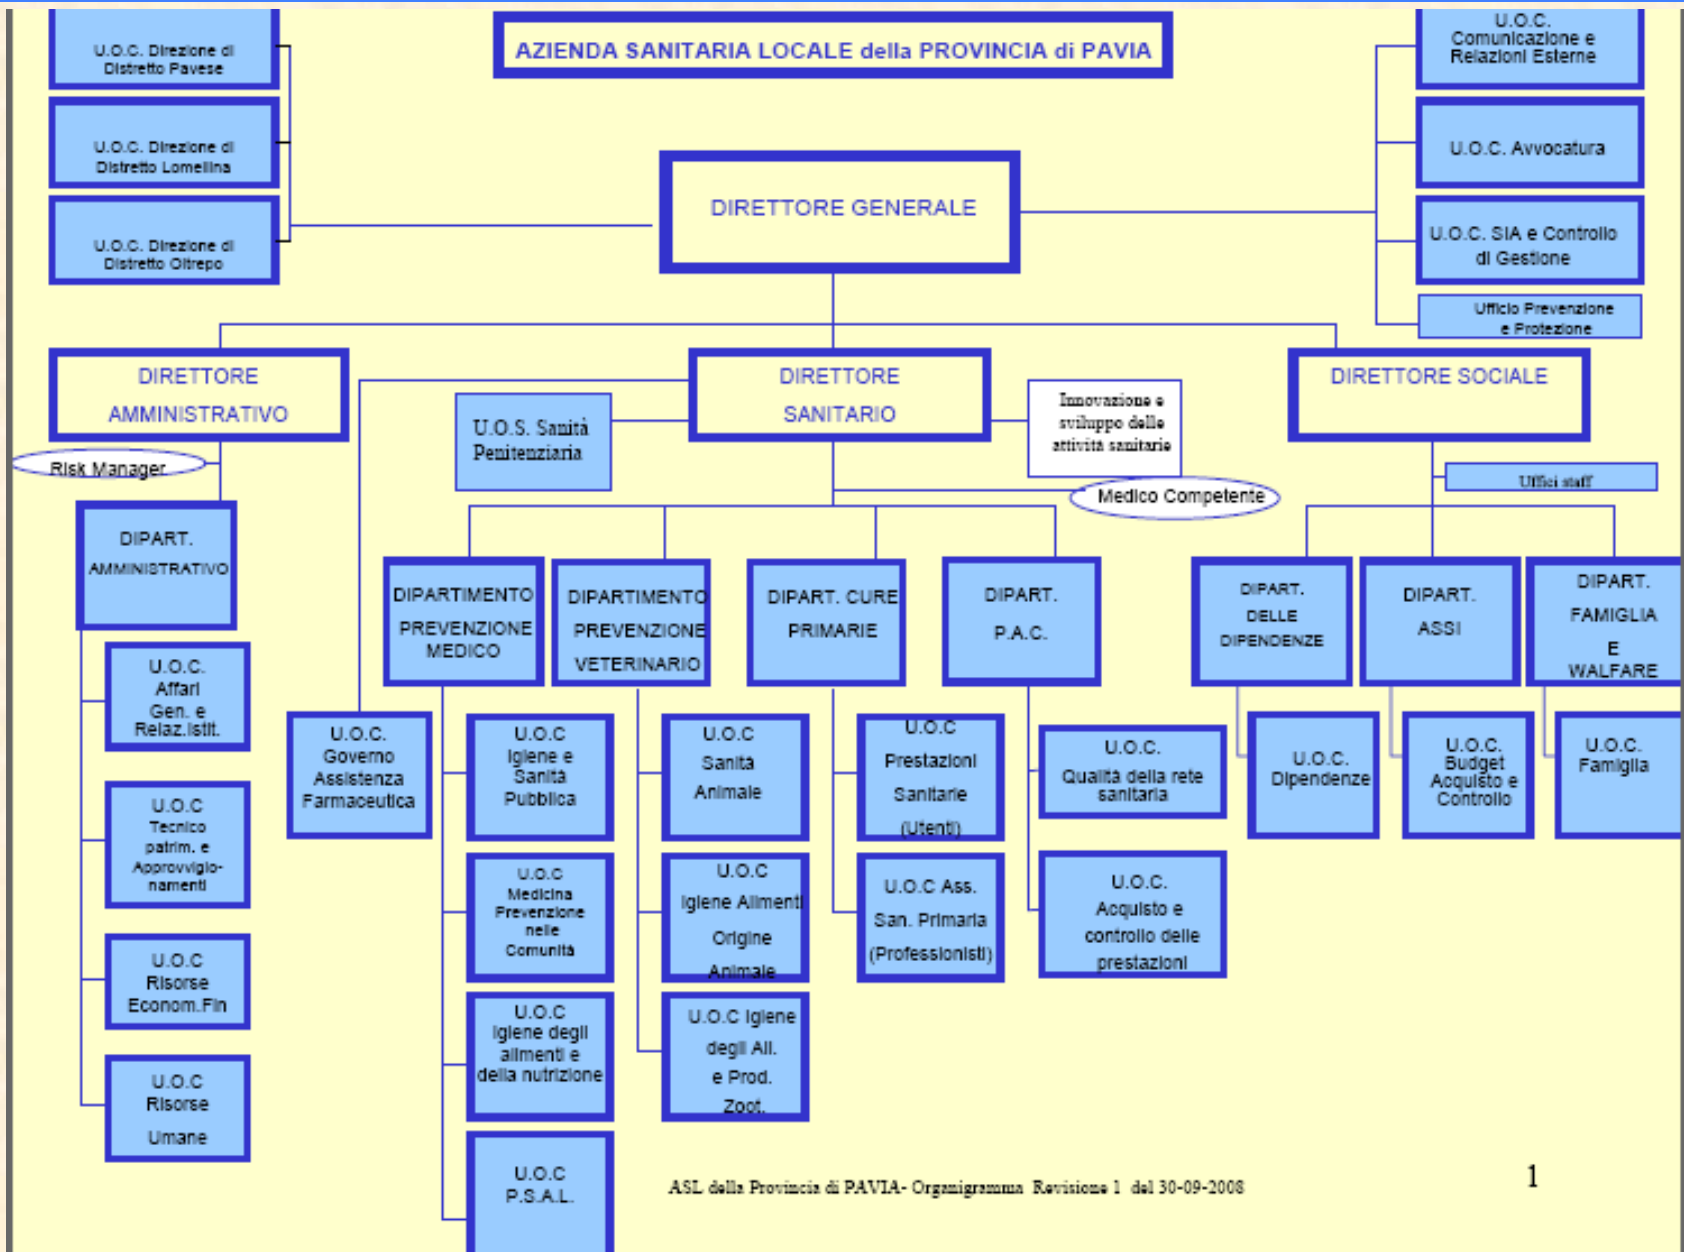 AZIENDA SANITARIA LOCALE della PROVINCIA di PAVIA
U.O.C. Direzione di
Distretto Pavese
U.O.C. Direzione di
Distretto Lomellina
U.O.C. Direzione di
Distretto Oltrepo
DIRETTORE GENERALE
U.O.C.
Comunicazione e
Relazioni Esterne
U.O.C. Avvocatura
U.O.C. SIA e Controllo
di Gestione
Ufficio Prevenzione
e Protezione
DIRETTORE
AMMINISTRATIVO
Risk Manager
DIRETTORE
SANITARIO
U.O.S. Sanità
Penitenziaria
Innovazione e
sviluppo delle
attività sanitarie
Medico Competente
DIRETTORE SOCIALE
Uffici staff
DIPART.
AMMINISTRATIVO
U.O.C.
Affari
Gen. e
Relaz.Istit.
U.O.C
Tecnico
patrim. e
Approvvigio-
namenti
U.O.C
Risorse
Econom.Fin
U.O.C
Risorse
Umane
U.O.C.
Governo
Assistenza
Farmaceutica
DIPARTIMENTO
PREVENZIONE
MEDICO
U.O.C
Igiene e
Sanità
Pubblica
U.O.C
Medicina
Prevenzione
nelle
Comunità
U.O.C
Igiene degli
alimenti e
della nutrizione
U.O.C
P.S.A.L.
DIPARTIMENTO
PREVENZIONE
VETERINARIO
U.O.C
Sanità
Animale
U.O.C
Igiene Alimenti
Origine
Animale
U.O.C Igiene
degli All.
e Prod.
Zoot.
DIPART. CURE
PRIMARIE
U.O.C
Prestazioni
Sanitarie
(Utenti)
U.O.C Ass.
San. Primaria
(Professionisti)
DIPART.
P.A.C.
U.O.C.
Qualità della rete
sanitaria
U.O.C.
Acquisto e
controllo delle
prestazioni
DIPART.
DELLE
DIPENDENZE
U.O.C.
Dipendenze
DIPART.
ASSI
U.O.C.
Budget
Acquisto e
Controllo
DIPART.
FAMIGLIA
E
WALFARE
U.O.C.
Famiglia
ASL della Provincia di PAVIA- Organigramma Revisione 1 del 30-09-2008
1